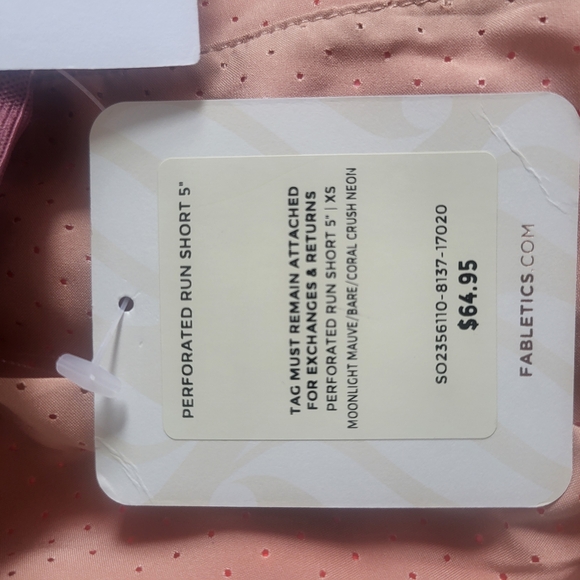 PERFORATED RUN SHORT 5"
TAG MUST REMAIN ATTACHED
FOR EXCHANGES & RETURNS
PERFORATED RUN SHORT 5" | XS
MOONLIGHT MAUVE/BARE/CORAL CRUSH NEON
SO2356110-8137-17020
$64.95
FABLETICS.COM